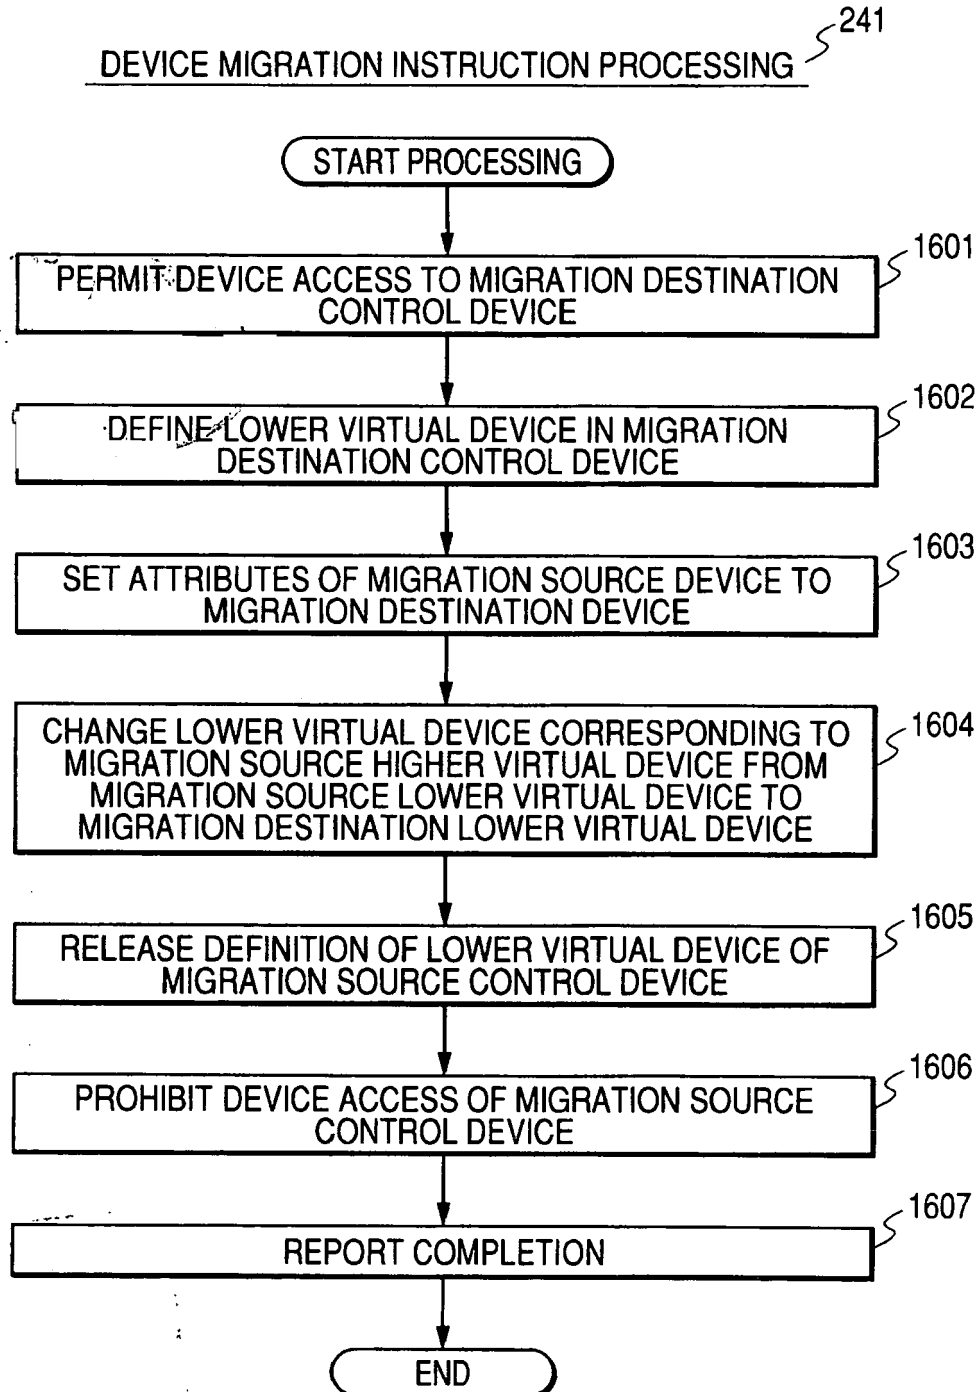 241
DEVICE MIGRATION INSTRUCTION PROCESSING
START PROCESSING
1601
PERMIT DEVICE ACCESS TO MIGRATION DESTINATION
CONTROL DEVICE
1602
DEFINE LOWER VIRTUAL DEVICE IN MIGRATION
DESTINATION CONTROL DEVICE
1603
SET ATTRIBUTES OF MIGRATION SOURCE DEVICE TO
MIGRATION DESTINATION DEVICE
1604
CHANGE LOWER VIRTUAL DEVICE CORRESPONDING TO
MIGRATION SOURCE HIGHER VIRTUAL DEVICE FROM
MIGRATION SOURCE LOWER VIRTUAL DEVICE TO
MIGRATION DESTINATION LOWER VIRTUAL DEVICE
1605
RELEASE DEFINITION OF LOWER VIRTUAL DEVICE OF
MIGRATION SOURCE CONTROL DEVICE
1606
PROHIBIT DEVICE ACCESS OF MIGRATION SOURCE
CONTROL DEVICE
1607
REPORT COMPLETION
END